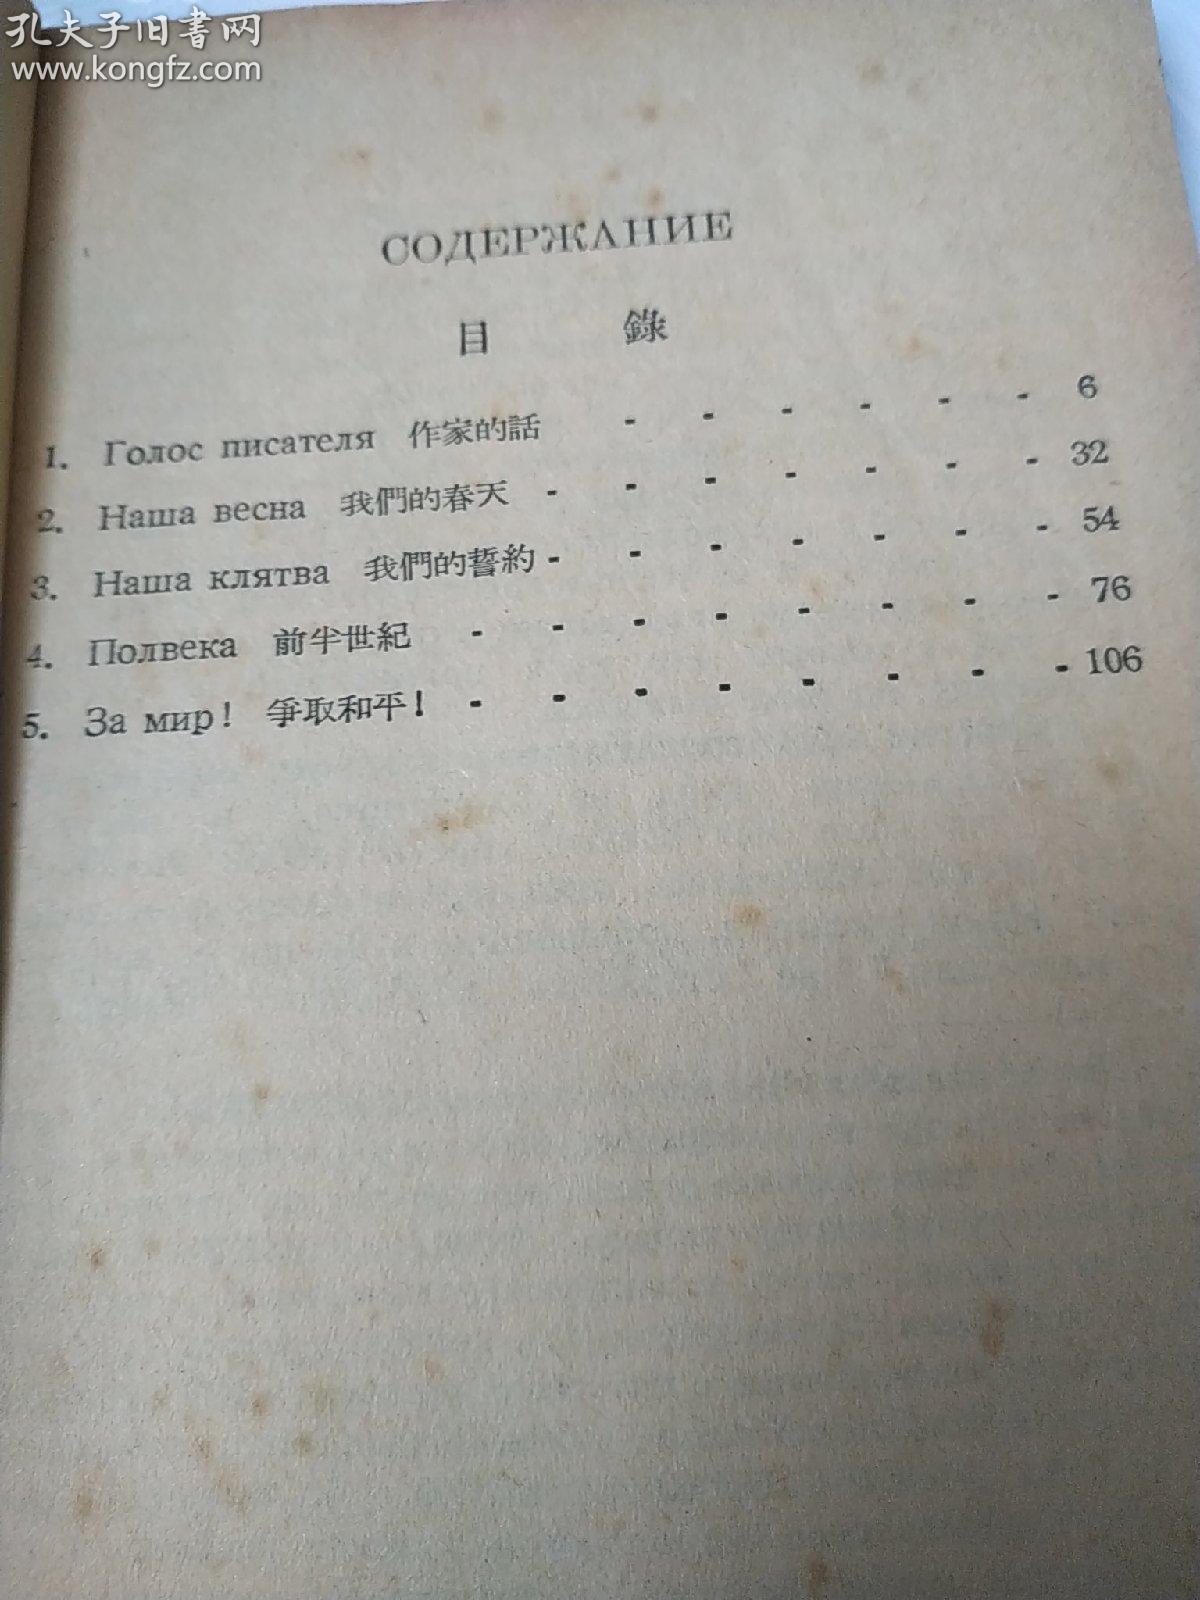 孔夫子旧書网
www.kongfz.com
СОДЕРЖАНИЕ
目 錄
1. Голос писателя 作家的話 - - - - - - 6
2. Наша весна 我們的春天 - - - - - - - 32
3. Наша клятва 我們的誓約 - - - - - - - 54
4. Полвека 前半世紀 - - - - - - - - 76
5. За мир! 爭取和平! - - - - - - - - 106